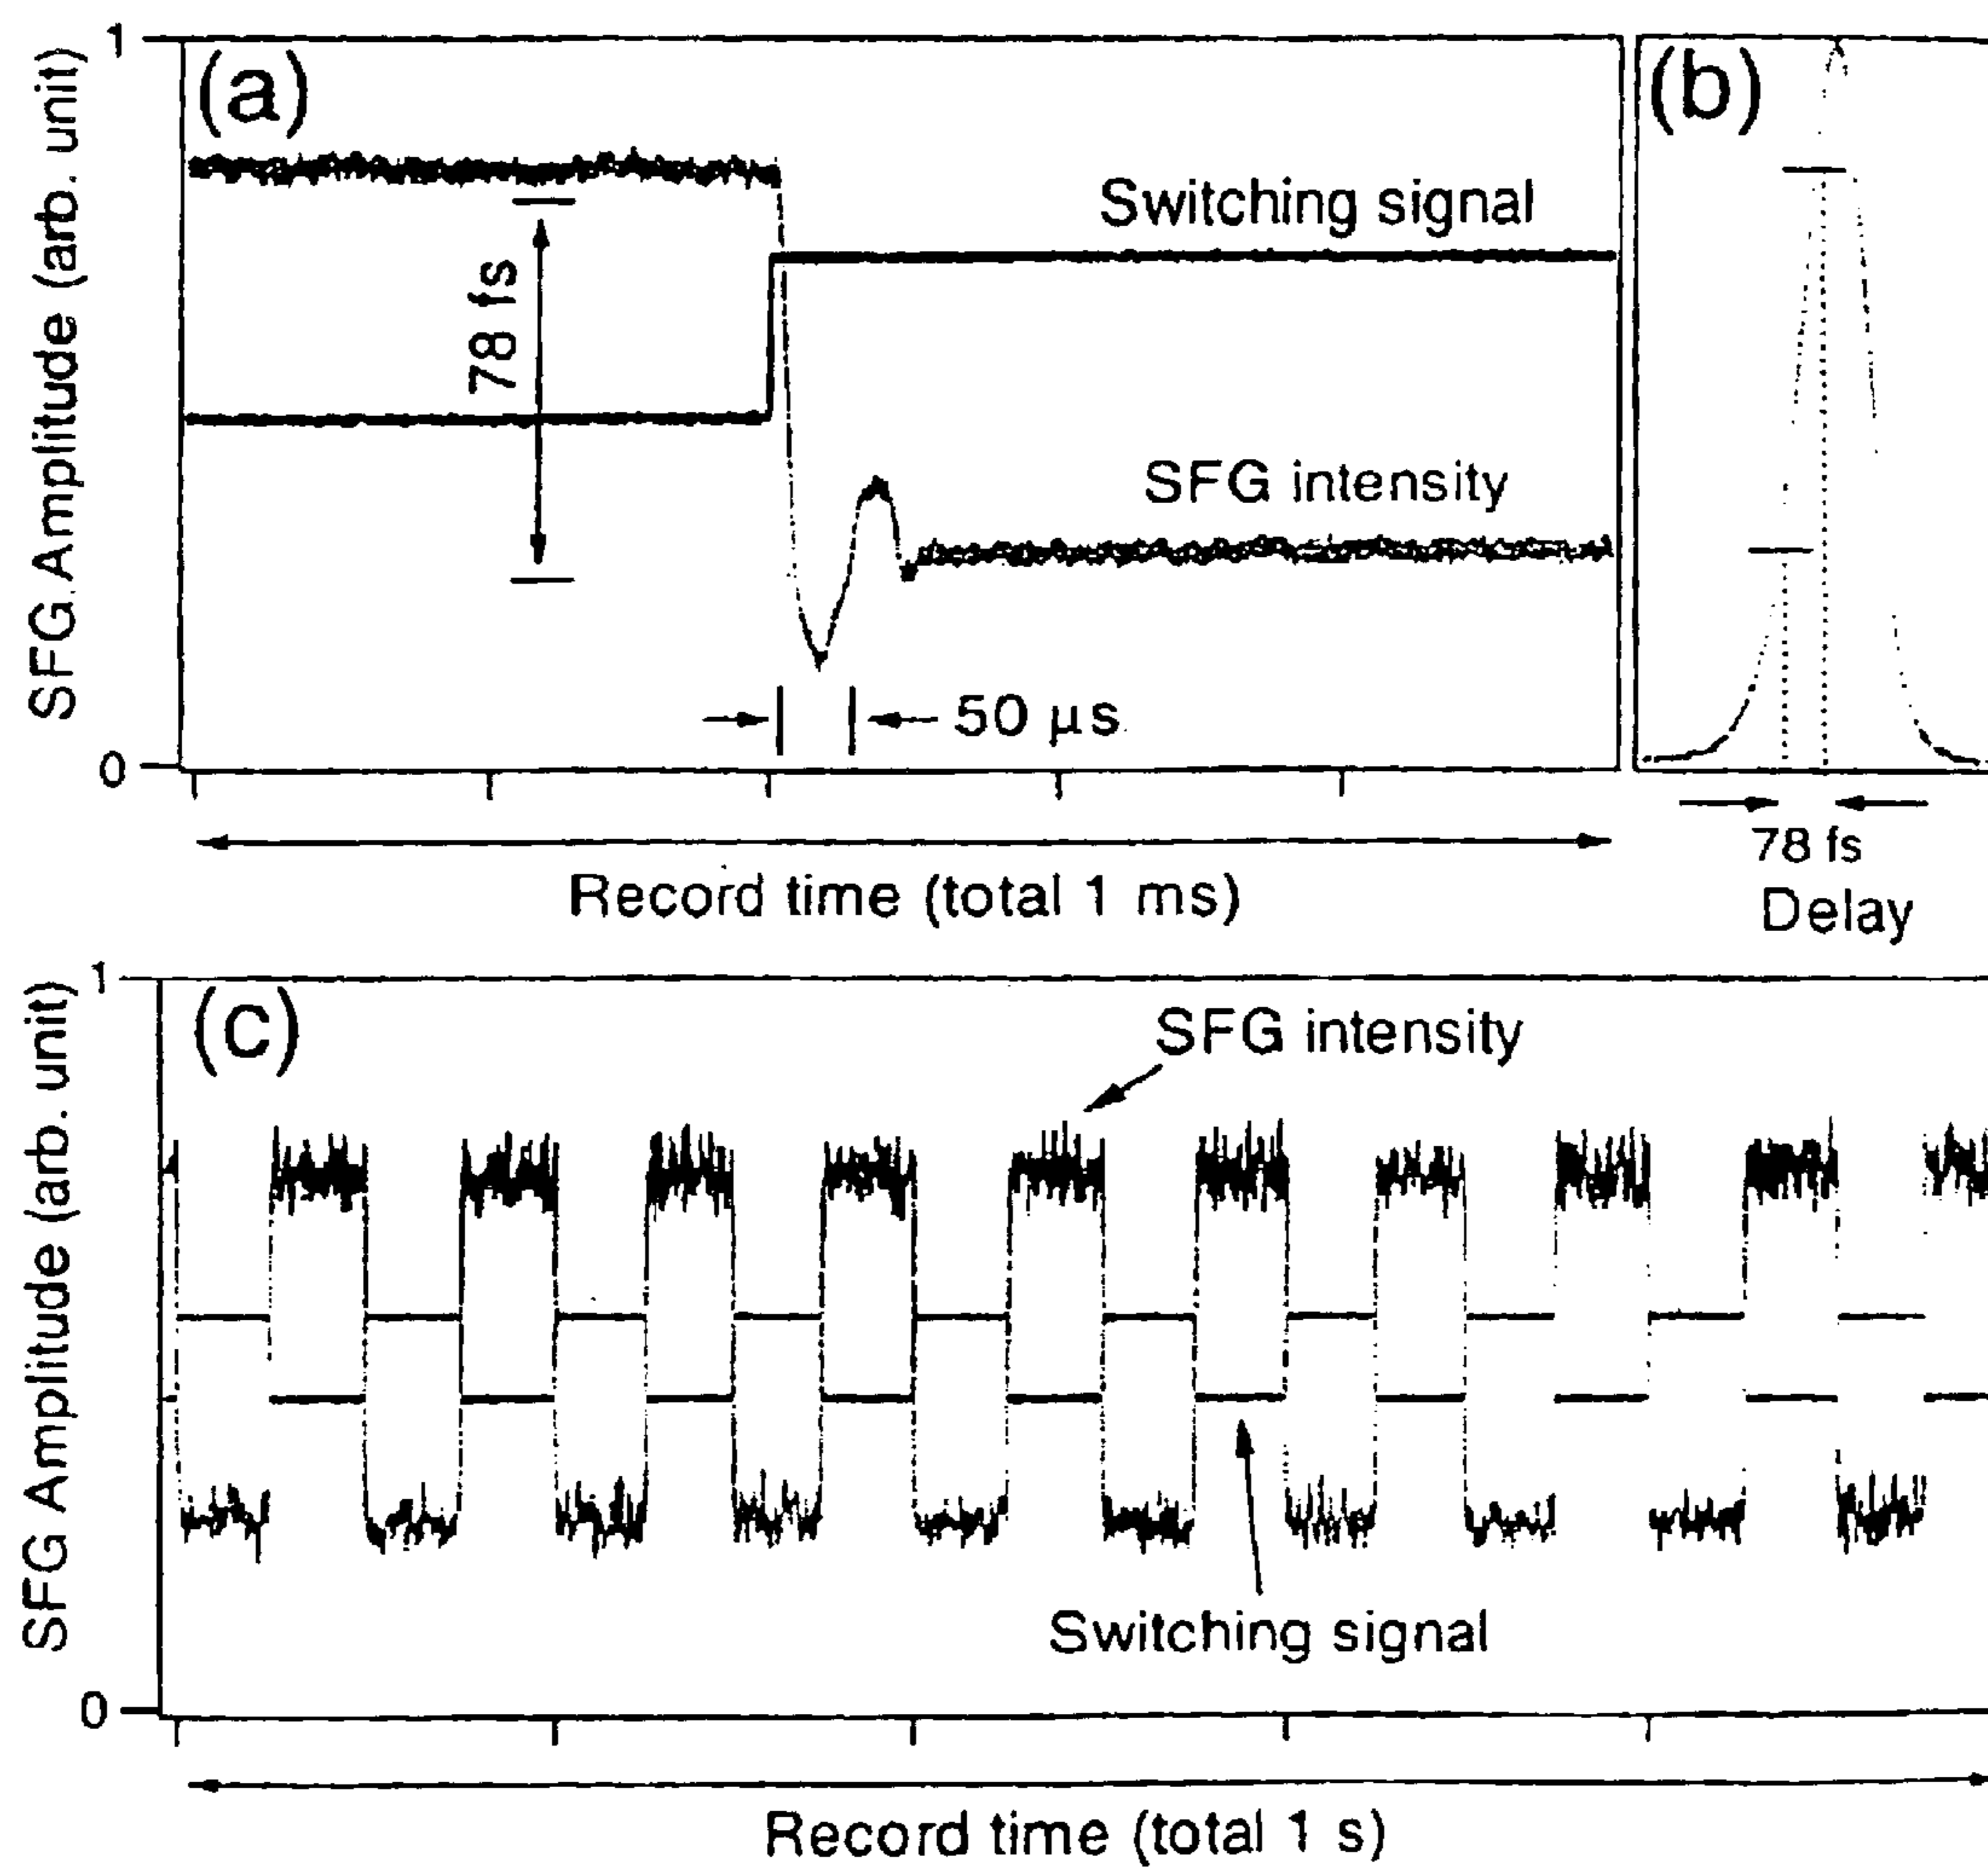 1
(a)
(b)
SFG Amplitude (arb. unit)
Switching signal
78 fs
SFG intensity
50 μs
0
78 fs
Delay
Record time (total 1 ms)
1
(c)
SFG Amplitude (arb. unit)
SFG intensity
Switching signal
0
Record time (total 1 s)